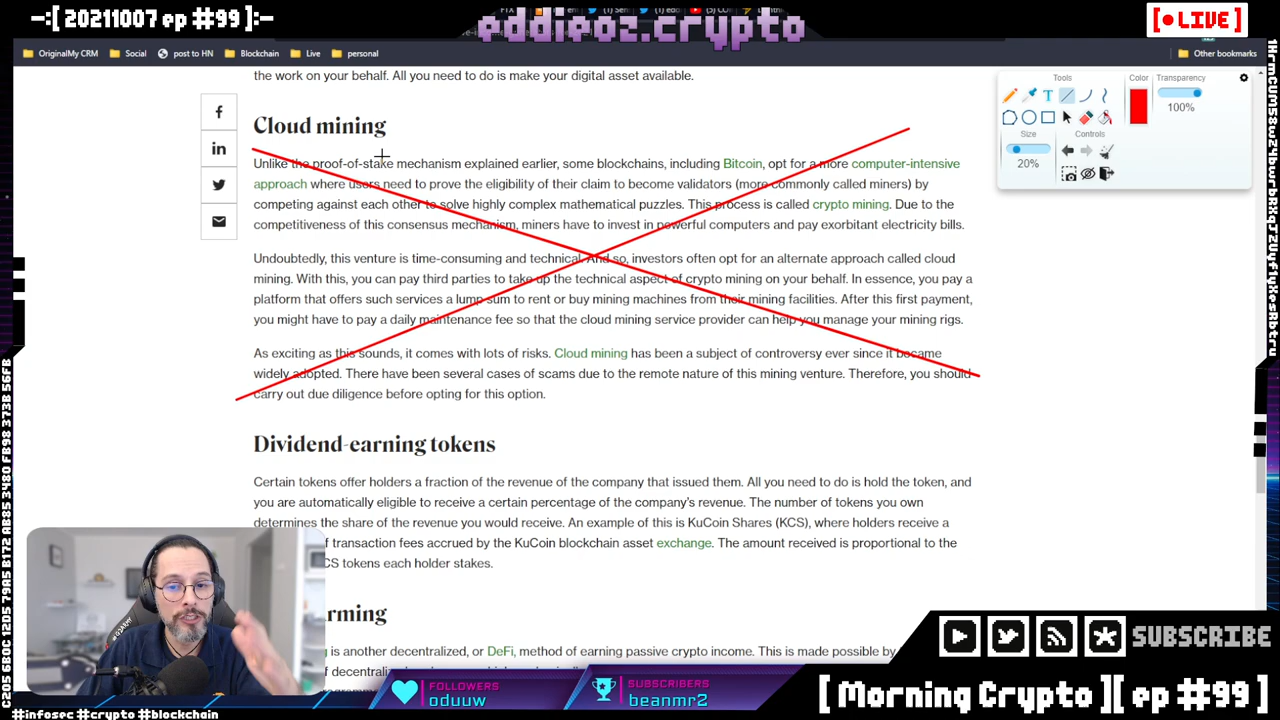 -:[ 20211007 ep #99]:-
eddieoz.crypto
[●LIVE]
OriginalMy CRM
Social
post to HN
Blockchain
Live
personal
Other bookmarks
the work on your behalf. All you need to do is make your digital asset available.
Tools
Color
Transparency
100%
Size
Controls
20%
Cloud mining
Unlike the proof-of-stake mechanism explained earlier, some blockchains, including Bitcoin, opt for a more computer-intensive
approach where users need to prove the eligibility of their claim to become validators (more commonly called miners) by
competing against each other to solve highly complex mathematical puzzles. This process is called crypto mining. Due to the
competitiveness of this consensus mechanism, miners have to invest in powerful computers and pay exorbitant electricity bills.
Undoubtedly, this venture is time-consuming and technical. And so, investors often opt for an alternate approach called cloud
mining. With this, you can pay third parties to take up the technical aspect of crypto mining on your behalf. In essence, you pay a
platform that offers such services a lump sum to rent or buy mining machines from their mining facilities. After this first payment,
you might have to pay a daily maintenance fee so that the cloud mining service provider can help you manage your mining rigs.
As exciting as this sounds, it comes with lots of risks. Cloud mining has been a subject of controversy ever since it became
widely adopted. There have been several cases of scams due to the remote nature of this mining venture. Therefore, you should
carry out due diligence before opting for this option.
Dividend-earning tokens
Certain tokens offer holders a fraction of the revenue of the company that issued them. All you need to do is hold the token, and
you are automatically eligible to receive a certain percentage of the company's revenue. The number of tokens you own
determines the share of the revenue you would receive. An example of this is KuCoin Shares (KCS), where holders receive a
of transaction fees accrued by the KuCoin blockchain asset exchange. The amount received is proportional to the
CS tokens each holder stakes.
rming
is another decentralized, or DeFi, method of earning passive crypto income. This is made possible by
of decentrali
SUBSCRIBE
FOLLOWERS
oduuw
SUBSCRIBERS
beanmr2
[ Morning Crypto ][ ep #99 ]
#infosec #crypto #blockchain